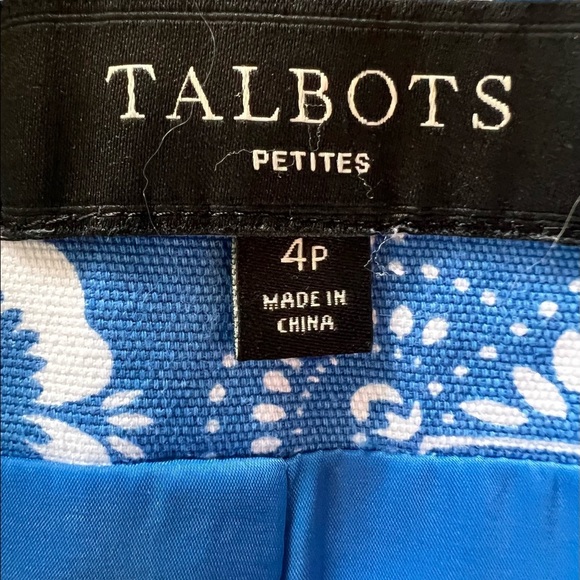 TALBOTS
PETITES
4P
MADE IN
CHINA